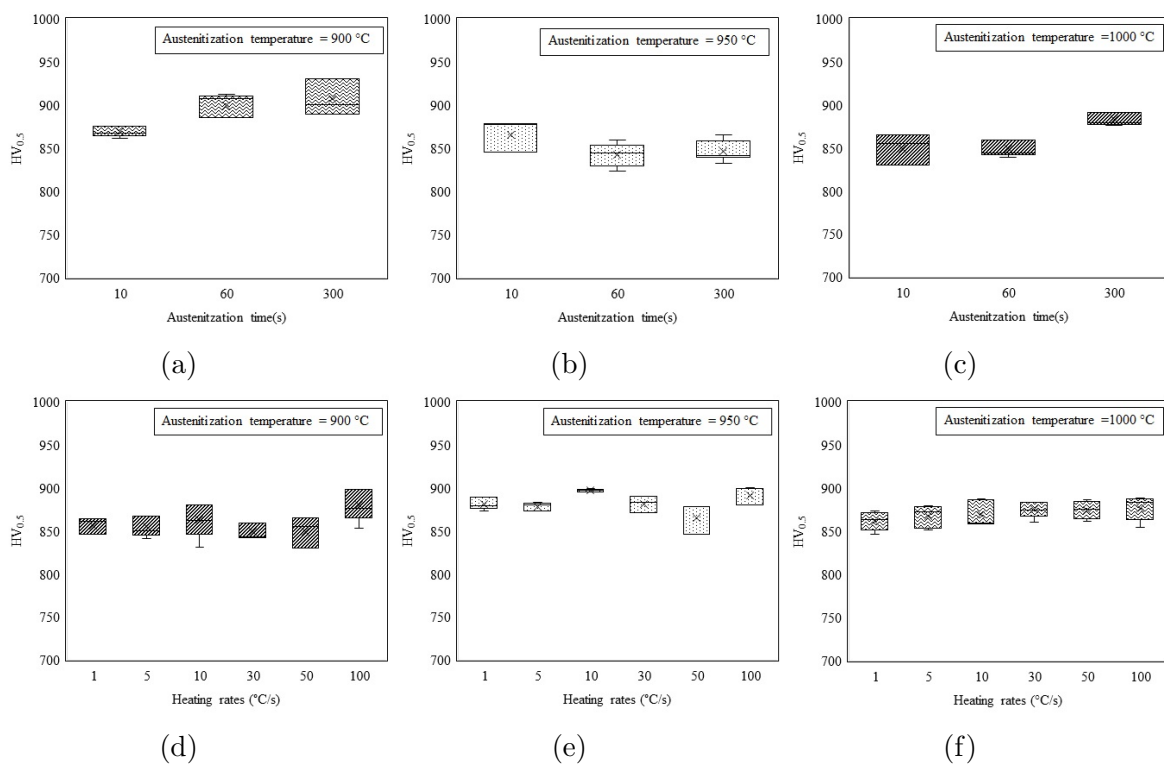 1000
950
900
850
800
750
700
HV0.5
Austenitization temperature = 900 °C
10 60 300
Austenitzation time(s)
(a)
1000
950
900
850
800
750
700
HV0.5
Austenitization temperature = 950 °C
10 60 300
Austenitzation time(s)
(b)
1000
950
900
850
800
750
700
HV0.5
Austenitization temperature =1000 °C
10 60 300
Austenitzation time(s)
(c)
1000
950
900
850
800
750
700
HV0.5
Austenitization temperature = 900 °C
1 5 10 30 50 100
Heating rates (°C/s)
(d)
1000
950
900
850
800
750
700
HV0.5
Austenitization temperature = 950 °C
1 5 10 30 50 100
Heating rates (°C/s)
(e)
1000
950
900
850
800
750
700
HV0.5
Austenitization temperature =1000 °C
1 5 10 30 50 100
Heating rates (°C/s)
(f)